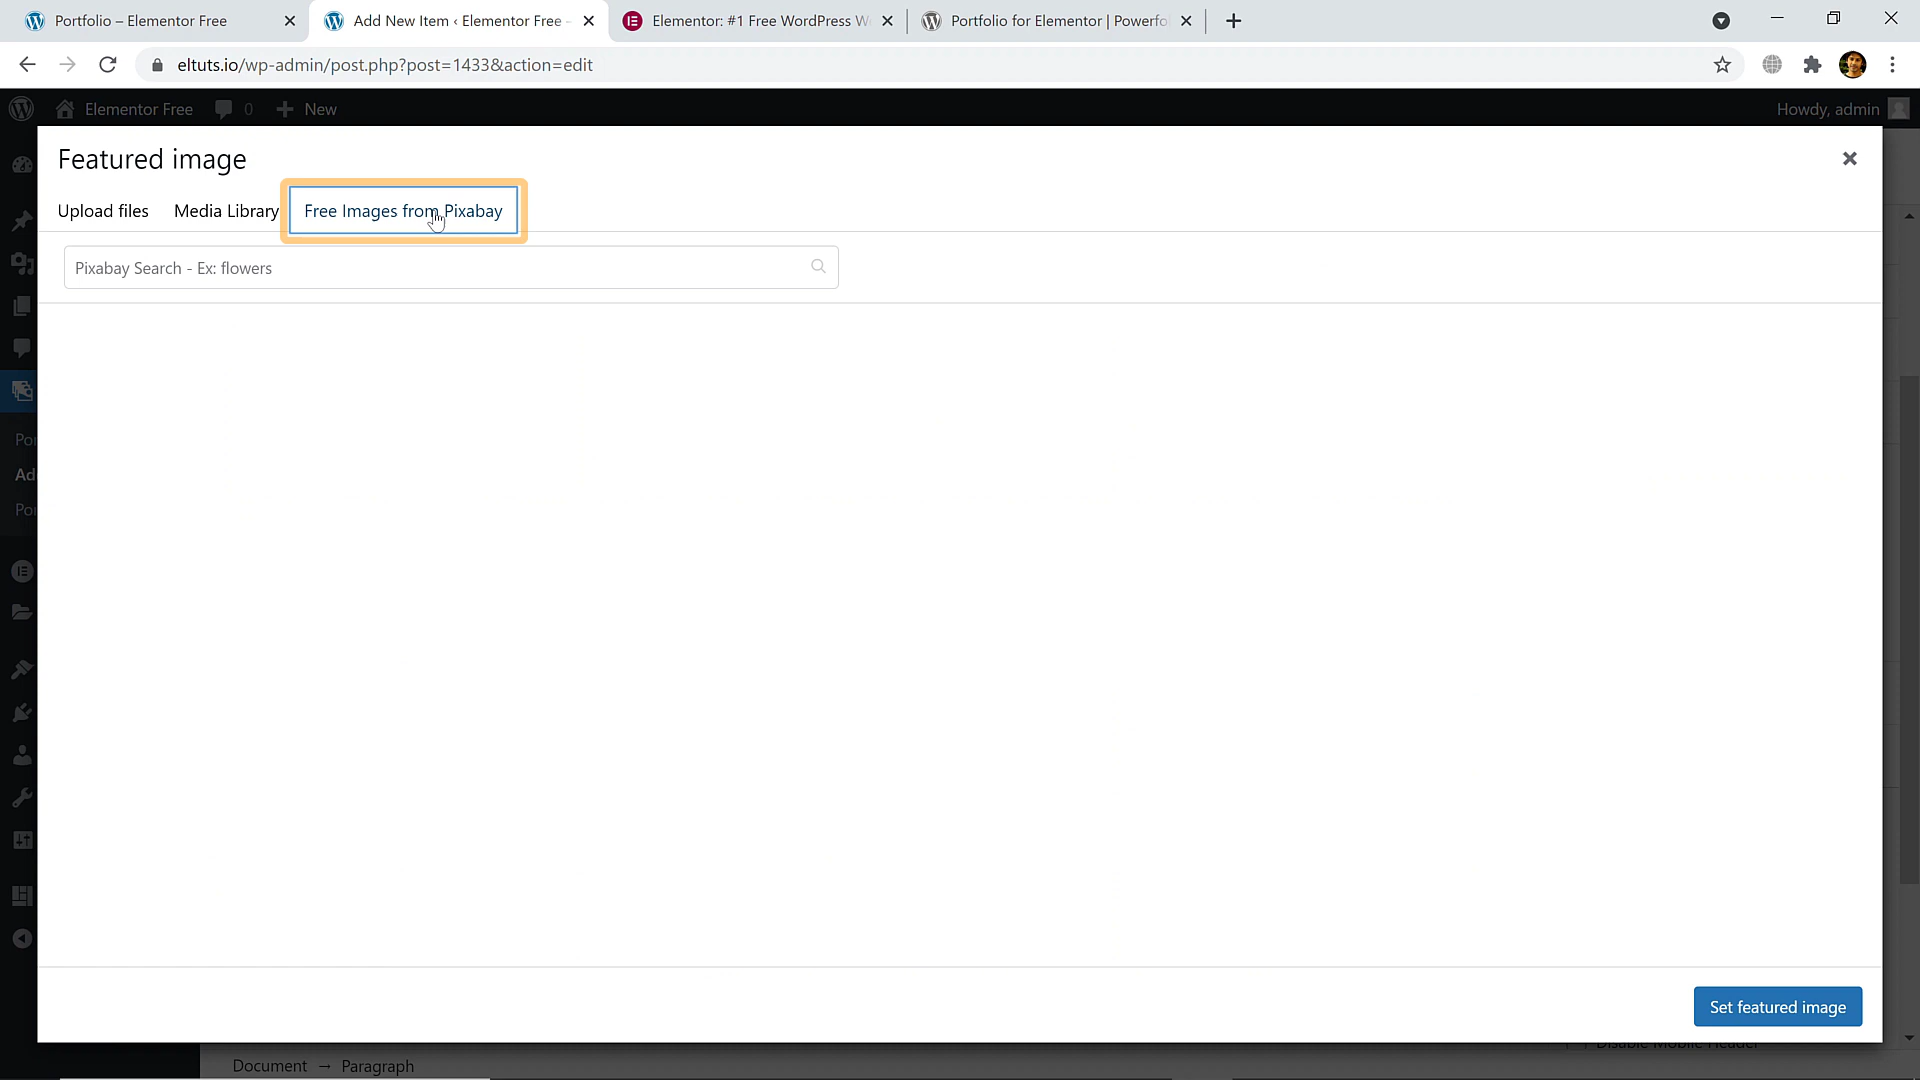 Portfolio – Elementor Free
Add New Item ‹ Elementor Free -
Elementor: #1 Free WordPress W
Portfolio for Elementor | Powerfo
eltuts.io/wp-admin/post.php?post=1433&action=edit
Elementor Free
0
New
Howdy, admin
Featured image
Upload files
Media Library
Free Images from Pixabay
Pixabay Search - Ex: flowers
Por
Ad
Por
Set featured image
Disable Mobile Header
Document → Paragraph